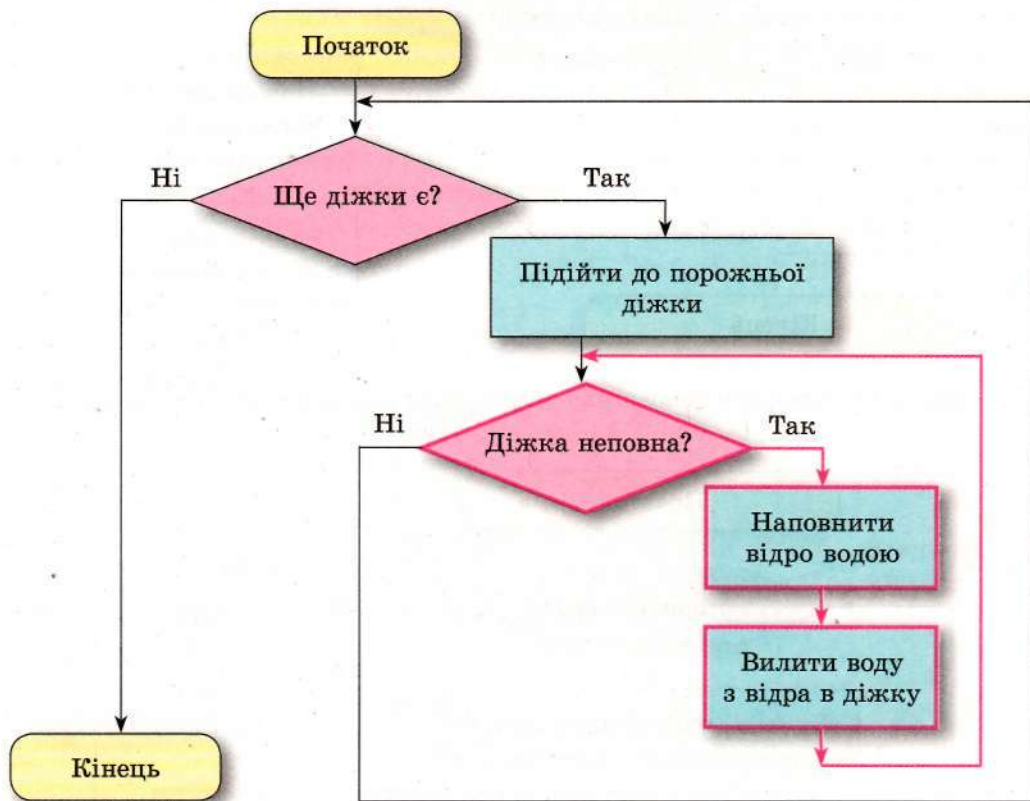 Початок
Ні
Ще діжки є?
Так
Підійти до порожньої
діжки
Ні
Діжка неповна?
Так
Наповнити
відро водою
Вилити воду
з відра в діжку
Кінець